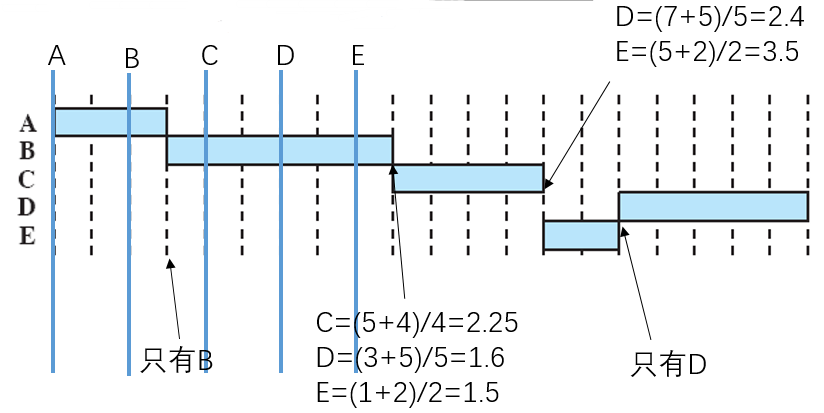 D=(7+5)/5=2.4
E=(5+2)/2=3.5
A
B
C
D
E
A
B
C
D
E
C=(5+4)/4=2.25
D=(3+5)/5=1.6
E=(1+2)/2=1.5
只有B
只有D